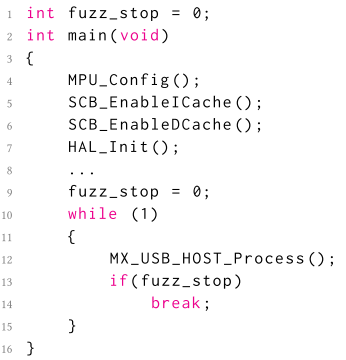 1 int fuzz_stop = 0;
2 int main(void)
3 {
4     MPU_Config();
5     SCB_EnableICache();
6     SCB_EnableDCache();
7     HAL_Init();
8     ...
9     fuzz_stop = 0;
10     while (1)
11     {
12         MX_USB_HOST_Process();
13         if(fuzz_stop)
14             break;
15     }
16 }